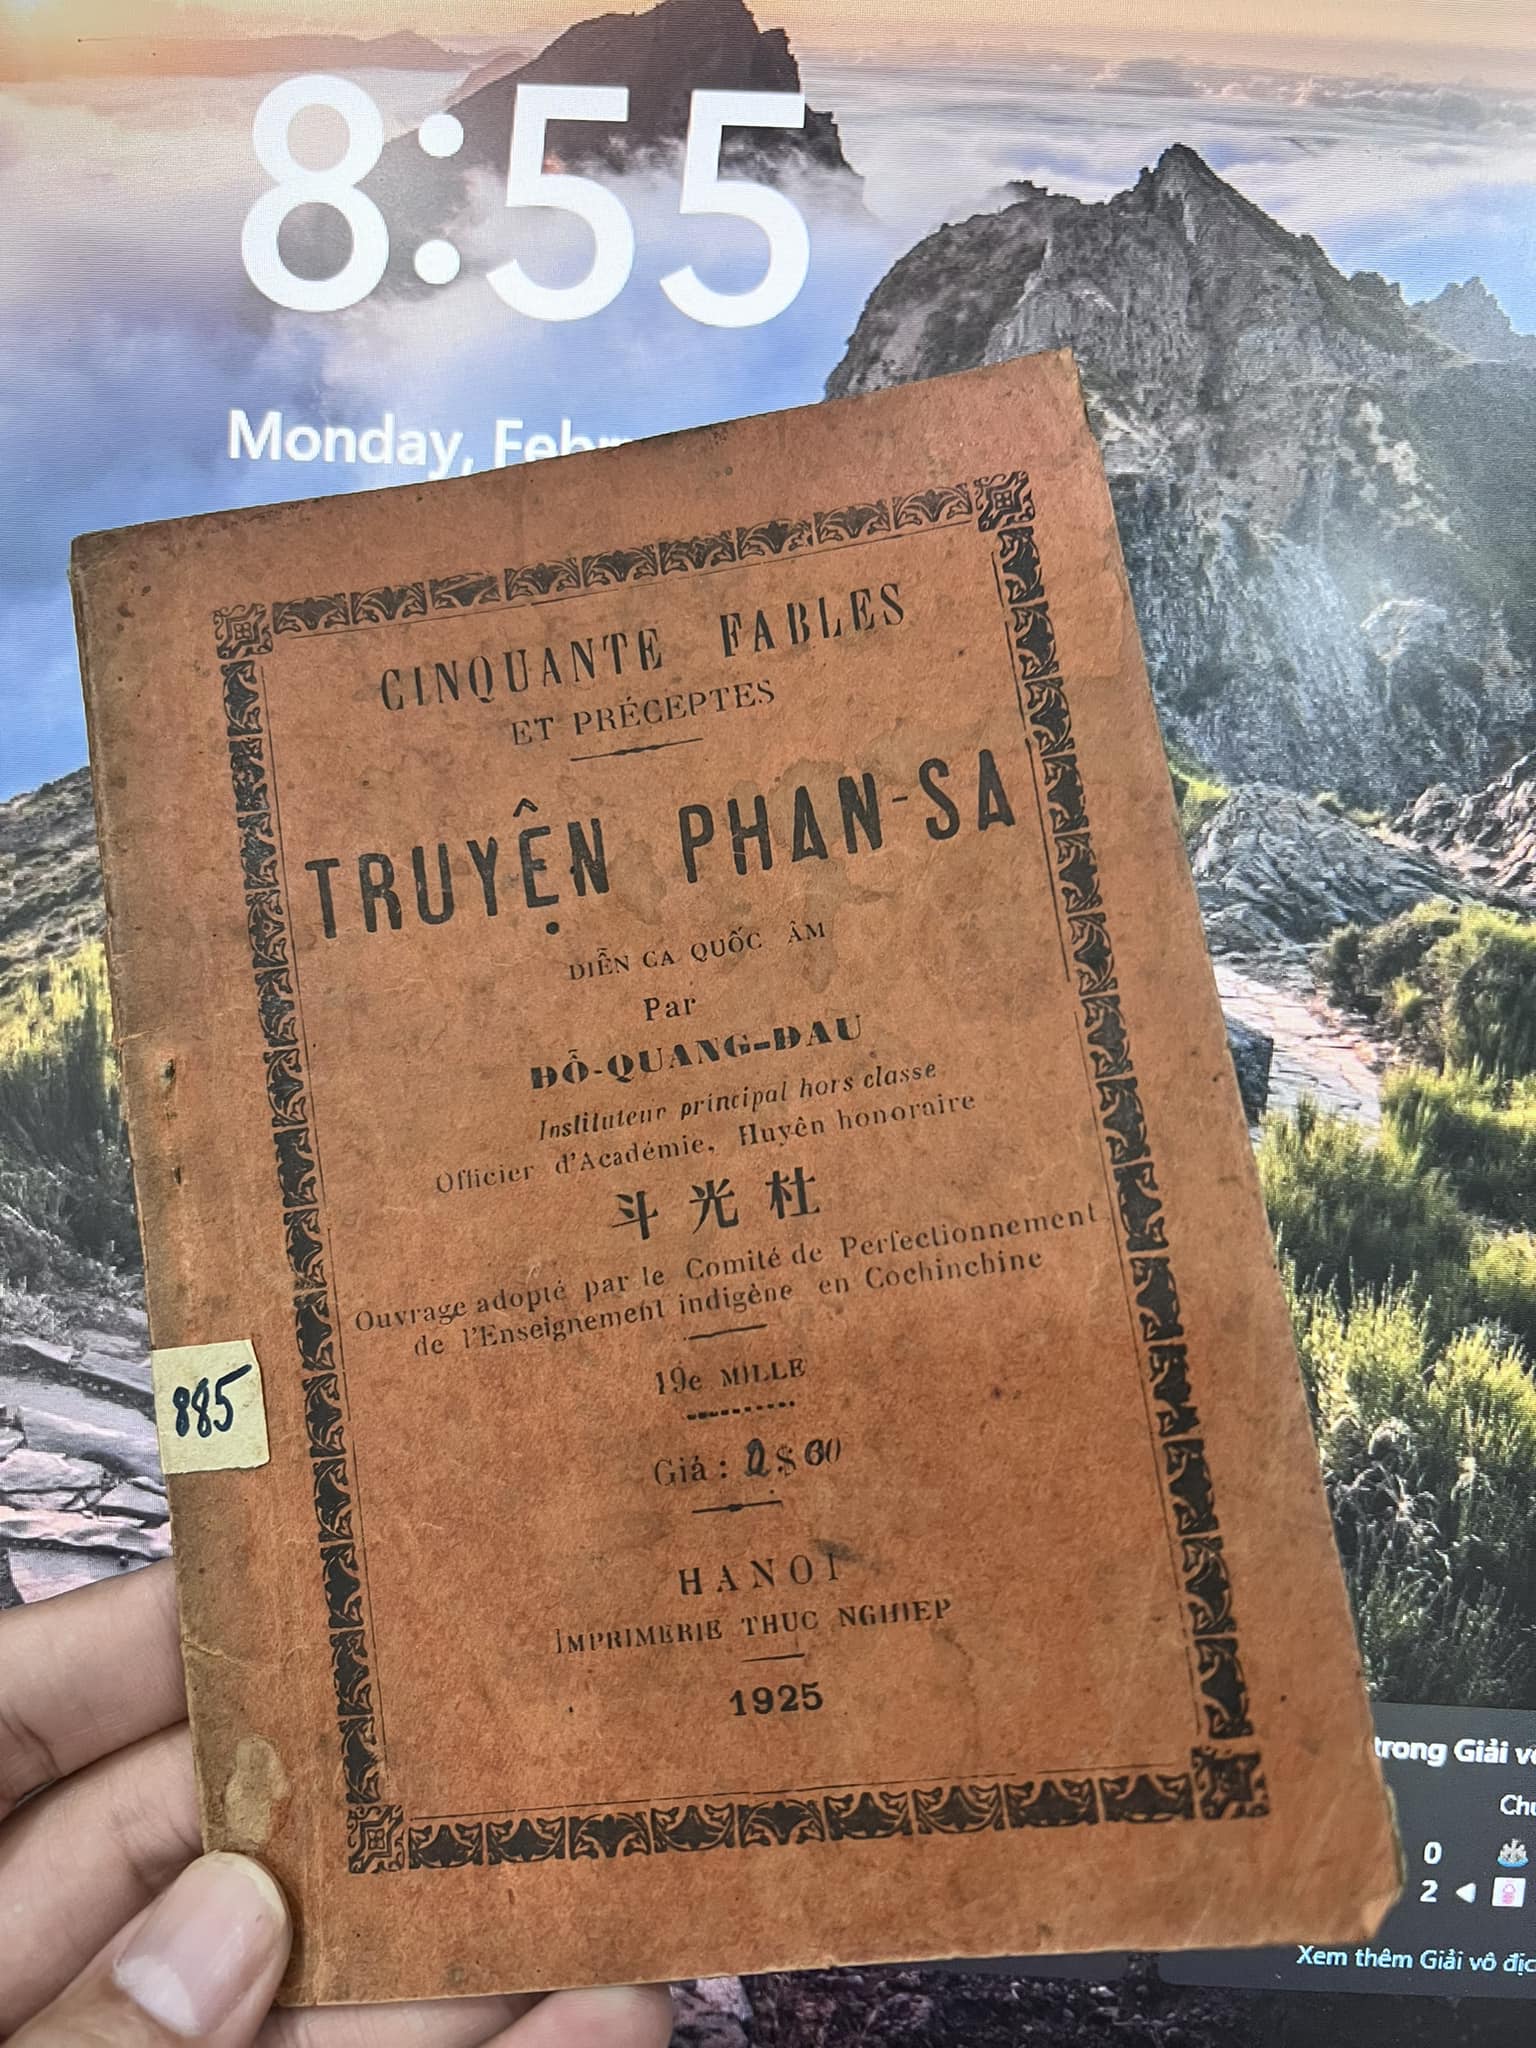 8:55
Monday,
CINQUANTE FABLES
ET PRÉCEPTES
TRUYỆN PHAN-SA
DIỄN CA QUỐC ÂM
Par
ĐỖ-QUANG-ĐAU
Instituteur principal hors classe
Officier d'Académie, Huyện honoraire
斗光杜
Ouvrage adopté par le Comité de Perfectionnement
de l'Enseignement indigène en Cochinchine
19e MILLE
885
Giá : 0$60
HANOI
IMPRIMERIE THUC NGHIEP
1925
trong Giải
0
2
Xem thêm Giải vô